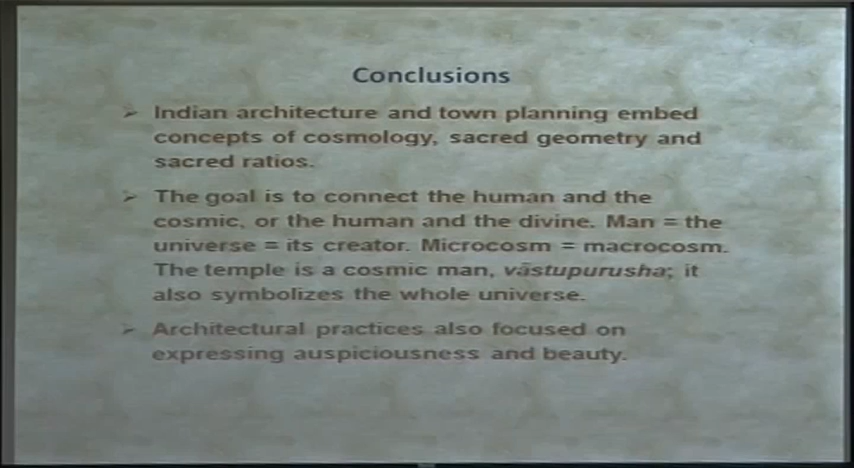 Conclusions
➢ Indian architecture and town planning embed
concepts of cosmology, sacred geometry and
sacred ratios.
➢ The goal is to connect the human and the
cosmic, or the human and the divine. Man = the
universe = its creator. Microcosm = macrocosm.
The temple is a cosmic man, vāstupurusha; it
also symbolizes the whole universe.
➢ Architectural practices also focused on
expressing auspiciousness and beauty.